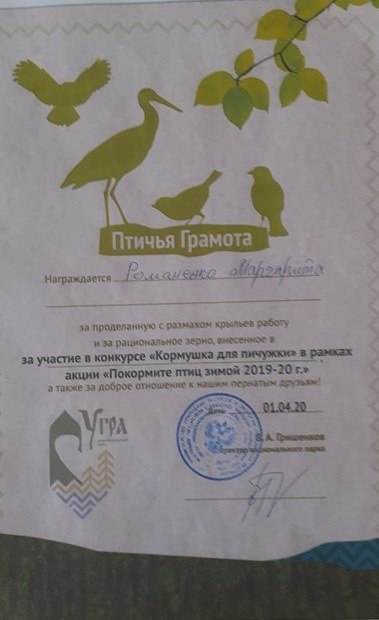 Птичья Грамота
Награждается Романенко Маргарита
за проделанную с размахом крыльев работу
и за рациональное зерно, внесенное в
за участие в конкурсе «Кормушка для пичужки» в рамках
акции «Покормите птиц зимой 2019-20 г.»
а также за доброе отношение к нашим пернатым друзьям!
Угра
Дата 01.04.20
В. А. Гришенков
директор национального парка